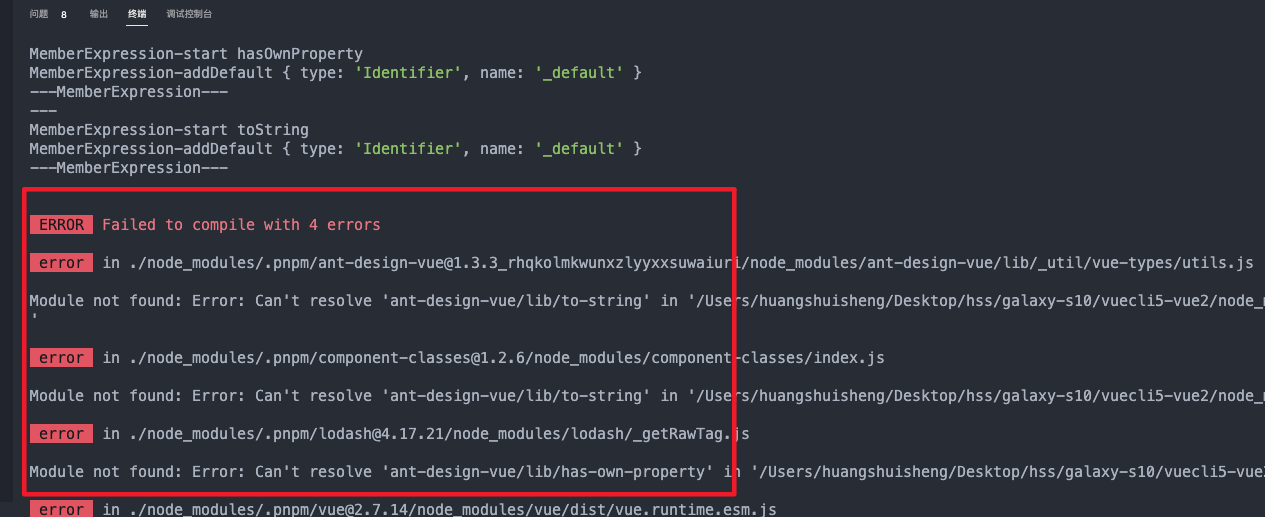 问题 8 输出 终端 调试控制台
MemberExpression-start hasOwnProperty
MemberExpression-addDefault { type: 'Identifier', name: '_default' }
---MemberExpression---
---
MemberExpression-start toString
MemberExpression-addDefault { type: 'Identifier', name: '_default' }
---MemberExpression---
ERROR Failed to compile with 4 errors
error in ./node_modules/.pnpm/ant-design-vue@1.3.3_rhqkolmkwunxzlyyxxsuwaiuri/node_modules/ant-design-vue/lib/_util/vue-types/utils.js
Module not found: Error: Can't resolve 'ant-design-vue/lib/to-string' in '/Users/huangshuisheng/Desktop/hss/galaxy-s10/vuecli5-vue2/node_m
'
error in ./node_modules/.pnpm/component-classes@1.2.6/node_modules/component-classes/index.js
Module not found: Error: Can't resolve 'ant-design-vue/lib/to-string' in '/Users/huangshuisheng/Desktop/hss/galaxy-s10/vuecli5-vue2/node_m
error in ./node_modules/.pnpm/lodash@4.17.21/node_modules/lodash/_getRawTag.js
Module not found: Error: Can't resolve 'ant-design-vue/lib/has-own-property' in '/Users/huangshuisheng/Desktop/hss/galaxy-s10/vuecli5-vue2
error in ./node_modules/.pnpm/vue@2.7.14/node_modules/vue/dist/vue.runtime.esm.js